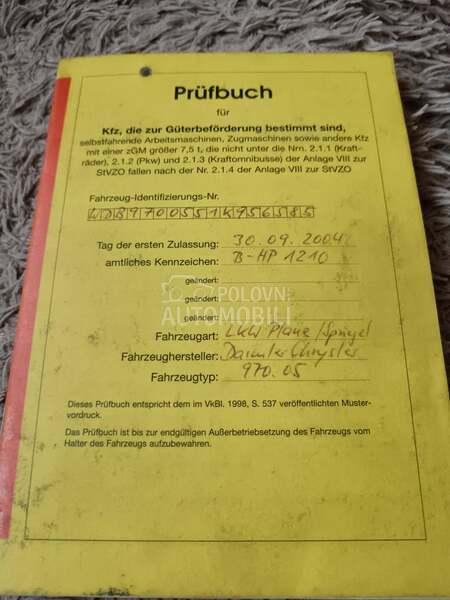 Prüfbuch
für
Kfz, die zur Güterbeförderung bestimmt sind,
selbstfahrende Arbeitsmaschinen, Zugmaschinen sowie andere Kfz
mit einer zGM größer 7,5 t, die nicht unter die Nrn. 2.1.1 (Kraft-
räder), 2.1.2 (Pkw) und 2.1.3 (Kraftomnibusse) der Anlage VIII zur
StVZO fallen nach der Nr. 2.1.4 der Anlage VIII zur StVZO
Fahrzeug-Identifizierungs-Nr.
WDB9700551K956585
Tag der ersten Zulassung: 30.09.2004
amtliches Kennzeichen: B-HP 1210
geändert:
geändert:
geändert:
POLOVNI
AUTOMOBILI
Fahrzeugart: LKW Plane/Spriegel
Fahrzeughersteller: DaimlerChrysler
Fahrzeugtyp: 970.05
Dieses Prüfbuch entspricht dem im VkBl. 1998, S. 537 veröffentlichten Muster-
vordruck.
Das Prüfbuch ist bis zur endgültigen Außerbetriebsetzung des Fahrzeugs vom
Halter des Fahrzeugs aufzubewahren.